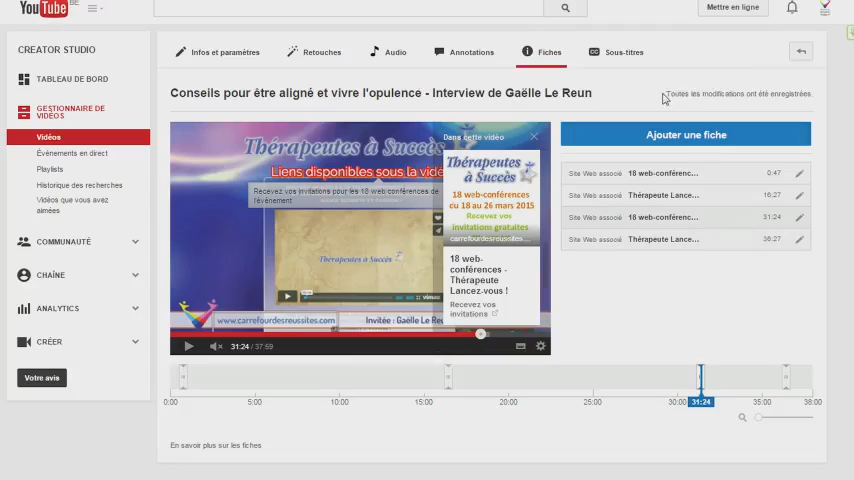 YouTube BE
Mettre en ligne
CREATOR STUDIO
TABLEAU DE BORD
GESTIONNAIRE DE
VIDÉOS
Vidéos
Événements en direct
Playlists
Historique des recherches
Vidéos que vous avez
aimées
COMMUNAUTÉ
CHAÎNE
ANALYTICS
CRÉER
Votre avis
Infos et paramètres
Retouches
Audio
Annotations
Fiches
Sous-titres
Conseils pour être aligné et vivre l'opulence - Interview de Gaëlle Le Reun
Toutes les modifications ont été enregistrées.
Thérapeutes à Succès
Liens disponibles sous la vidé
Recevez vos invitations pour les 18 web-conférences de
l'événement
Thérapeutes à Succès
vimeo
www.carrefourdesreussites.com
Invitée : Gaëlle Le Re
31:24 / 37:59
Dans cette vidéo
Thérapeutes
à Succès
18 web-conférences
du 18 au 26 mars 2015
Recevez vos
invitations gratuites
carrefourdesreussites...
18 web-
conférences -
Thérapeute
Lancez-vous !
Recevez vos
invitations
Ajouter une fiche
Site Web associé 18 web-conférenc... 0:47
Site Web associé Thérapeute Lance... 16:27
Site Web associé 18 web-conférenc... 31:24
Site Web associé Thérapeute Lance... 36:27
0:00 5:00 10:00 15:00 20:00 25:00 30:00 31:24 35:00 38:00
En savoir plus sur les fiches